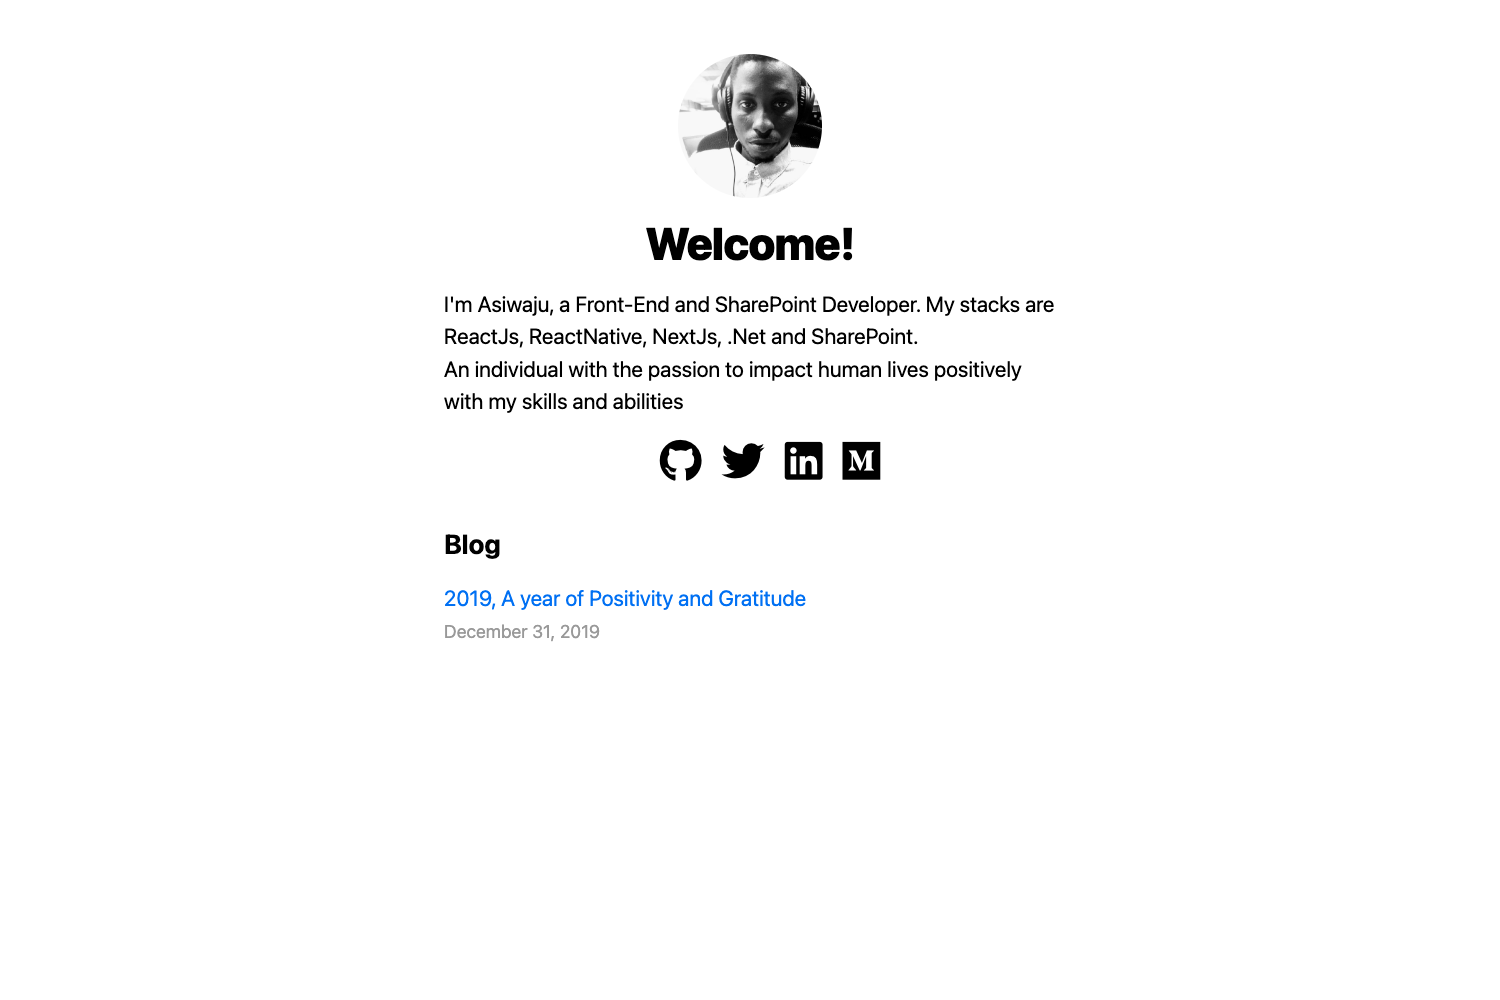 Welcome!
I'm Asiwaju, a Front-End and SharePoint Developer. My stacks are
ReactJs, ReactNative, NextJs, .Net and SharePoint.
An individual with the passion to impact human lives positively
with my skills and abilities
in M
Blog
2019, A year of Positivity and Gratitude
December 31, 2019